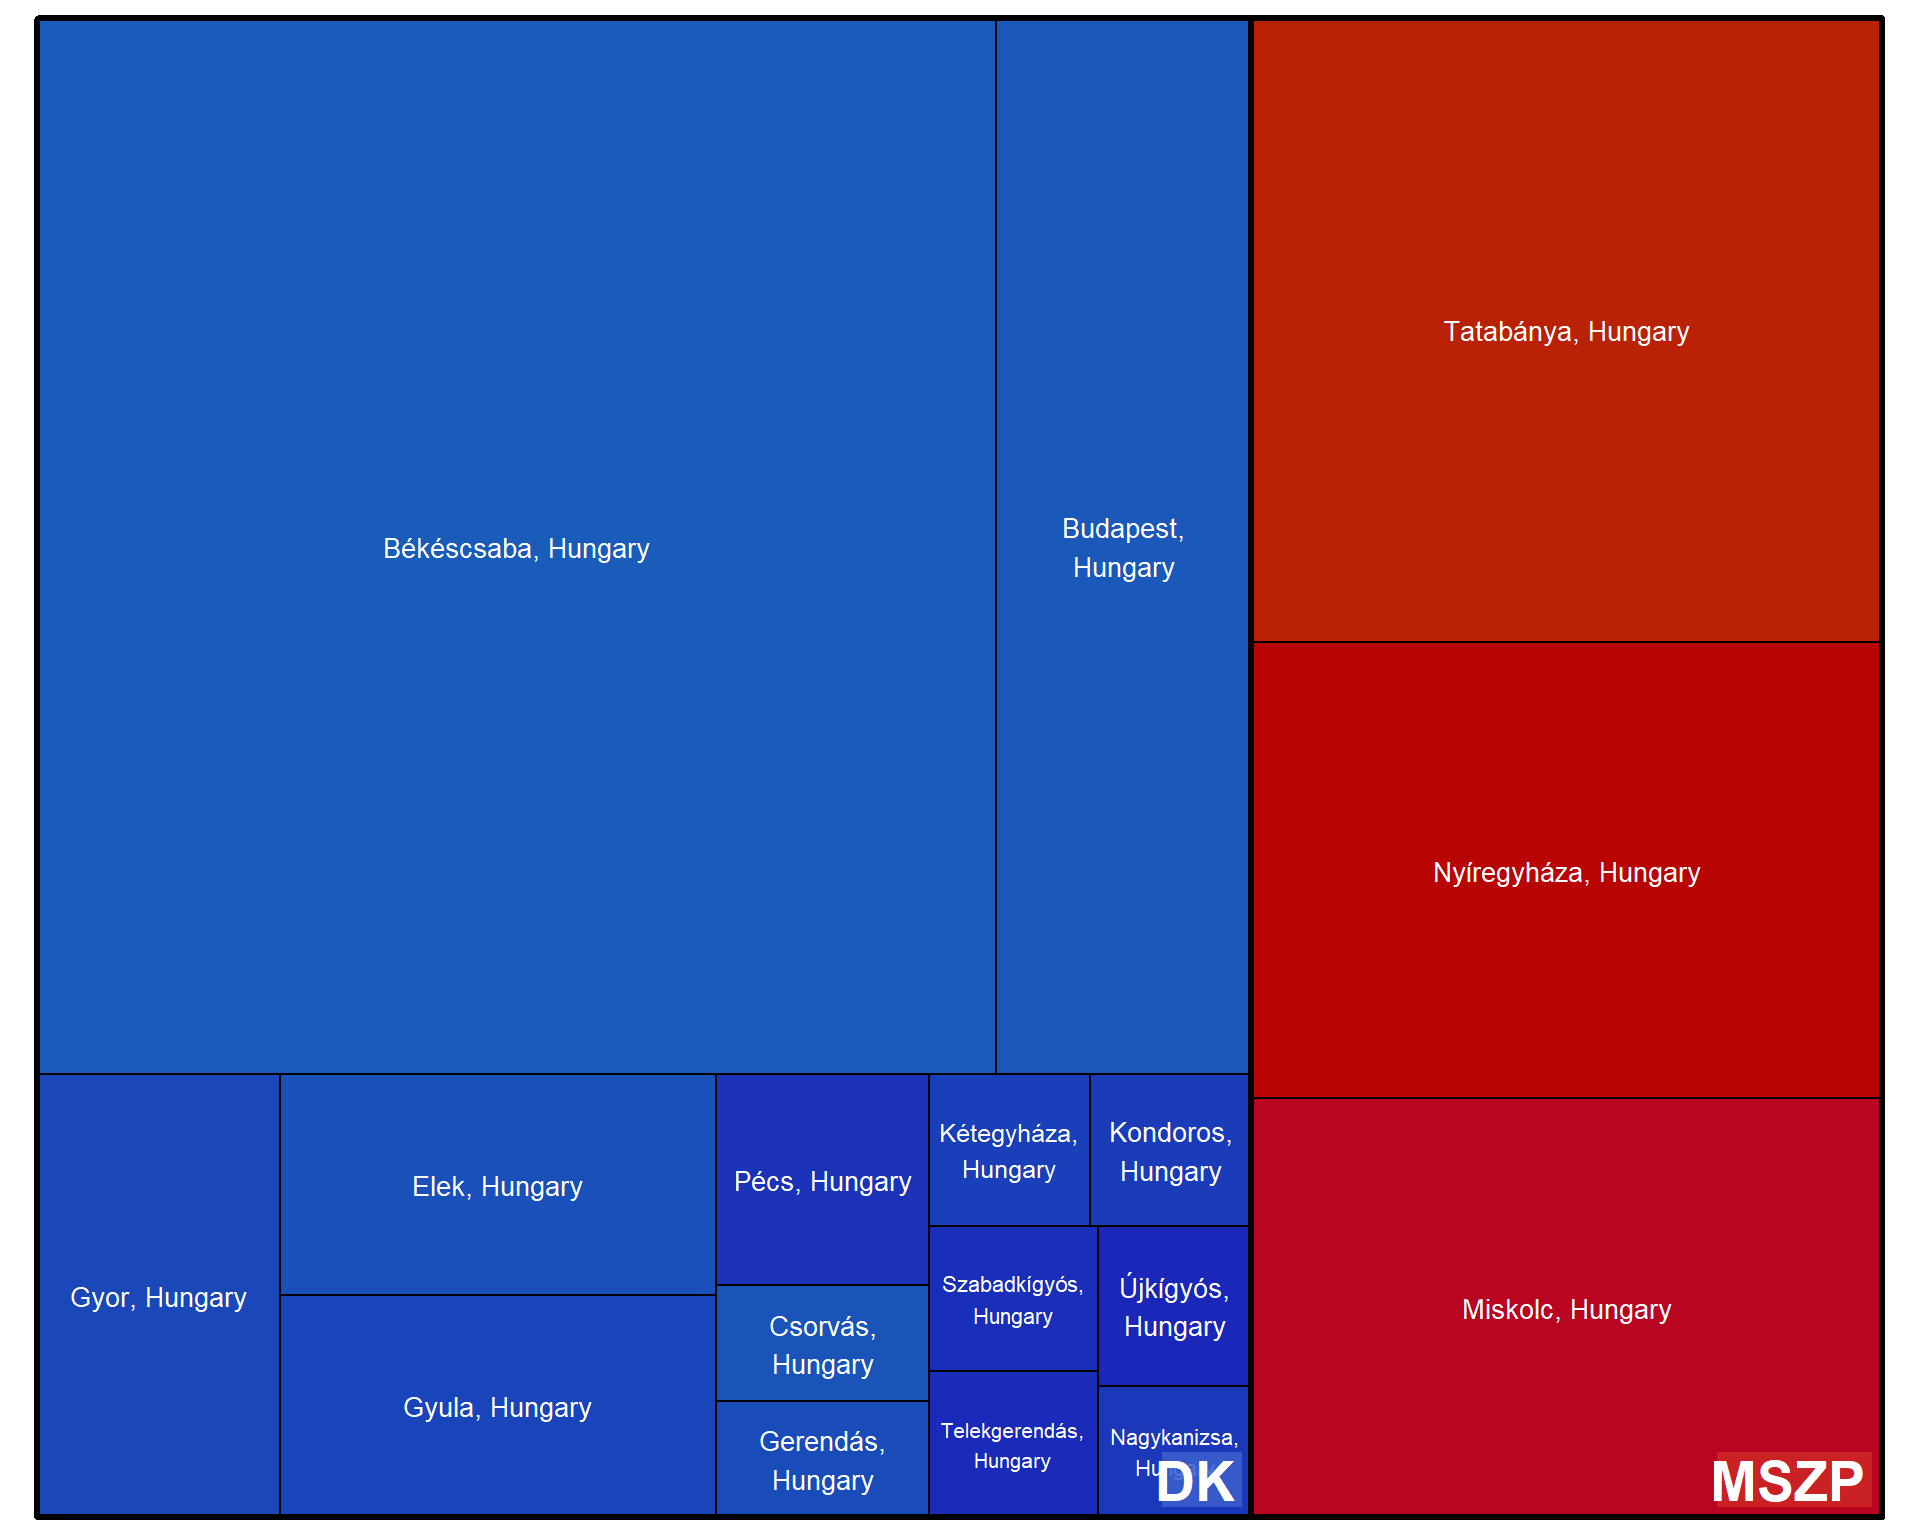 Békéscsaba, Hungary
Budapest,
Hungary
Tatabánya, Hungary
Nyíregyháza, Hungary
Miskolc, Hungary
Gyor, Hungary
Elek, Hungary
Gyula, Hungary
Pécs, Hungary
Csorvás,
Hungary
Gerendás,
Hungary
Kétegyháza,
Hungary
Kondoros,
Hungary
Szabadkígyós,
Hungary
Újkígyós,
Hungary
Telekgerendás,
Hungary
Nagykanizsa,
Hungary
DK
MSZP